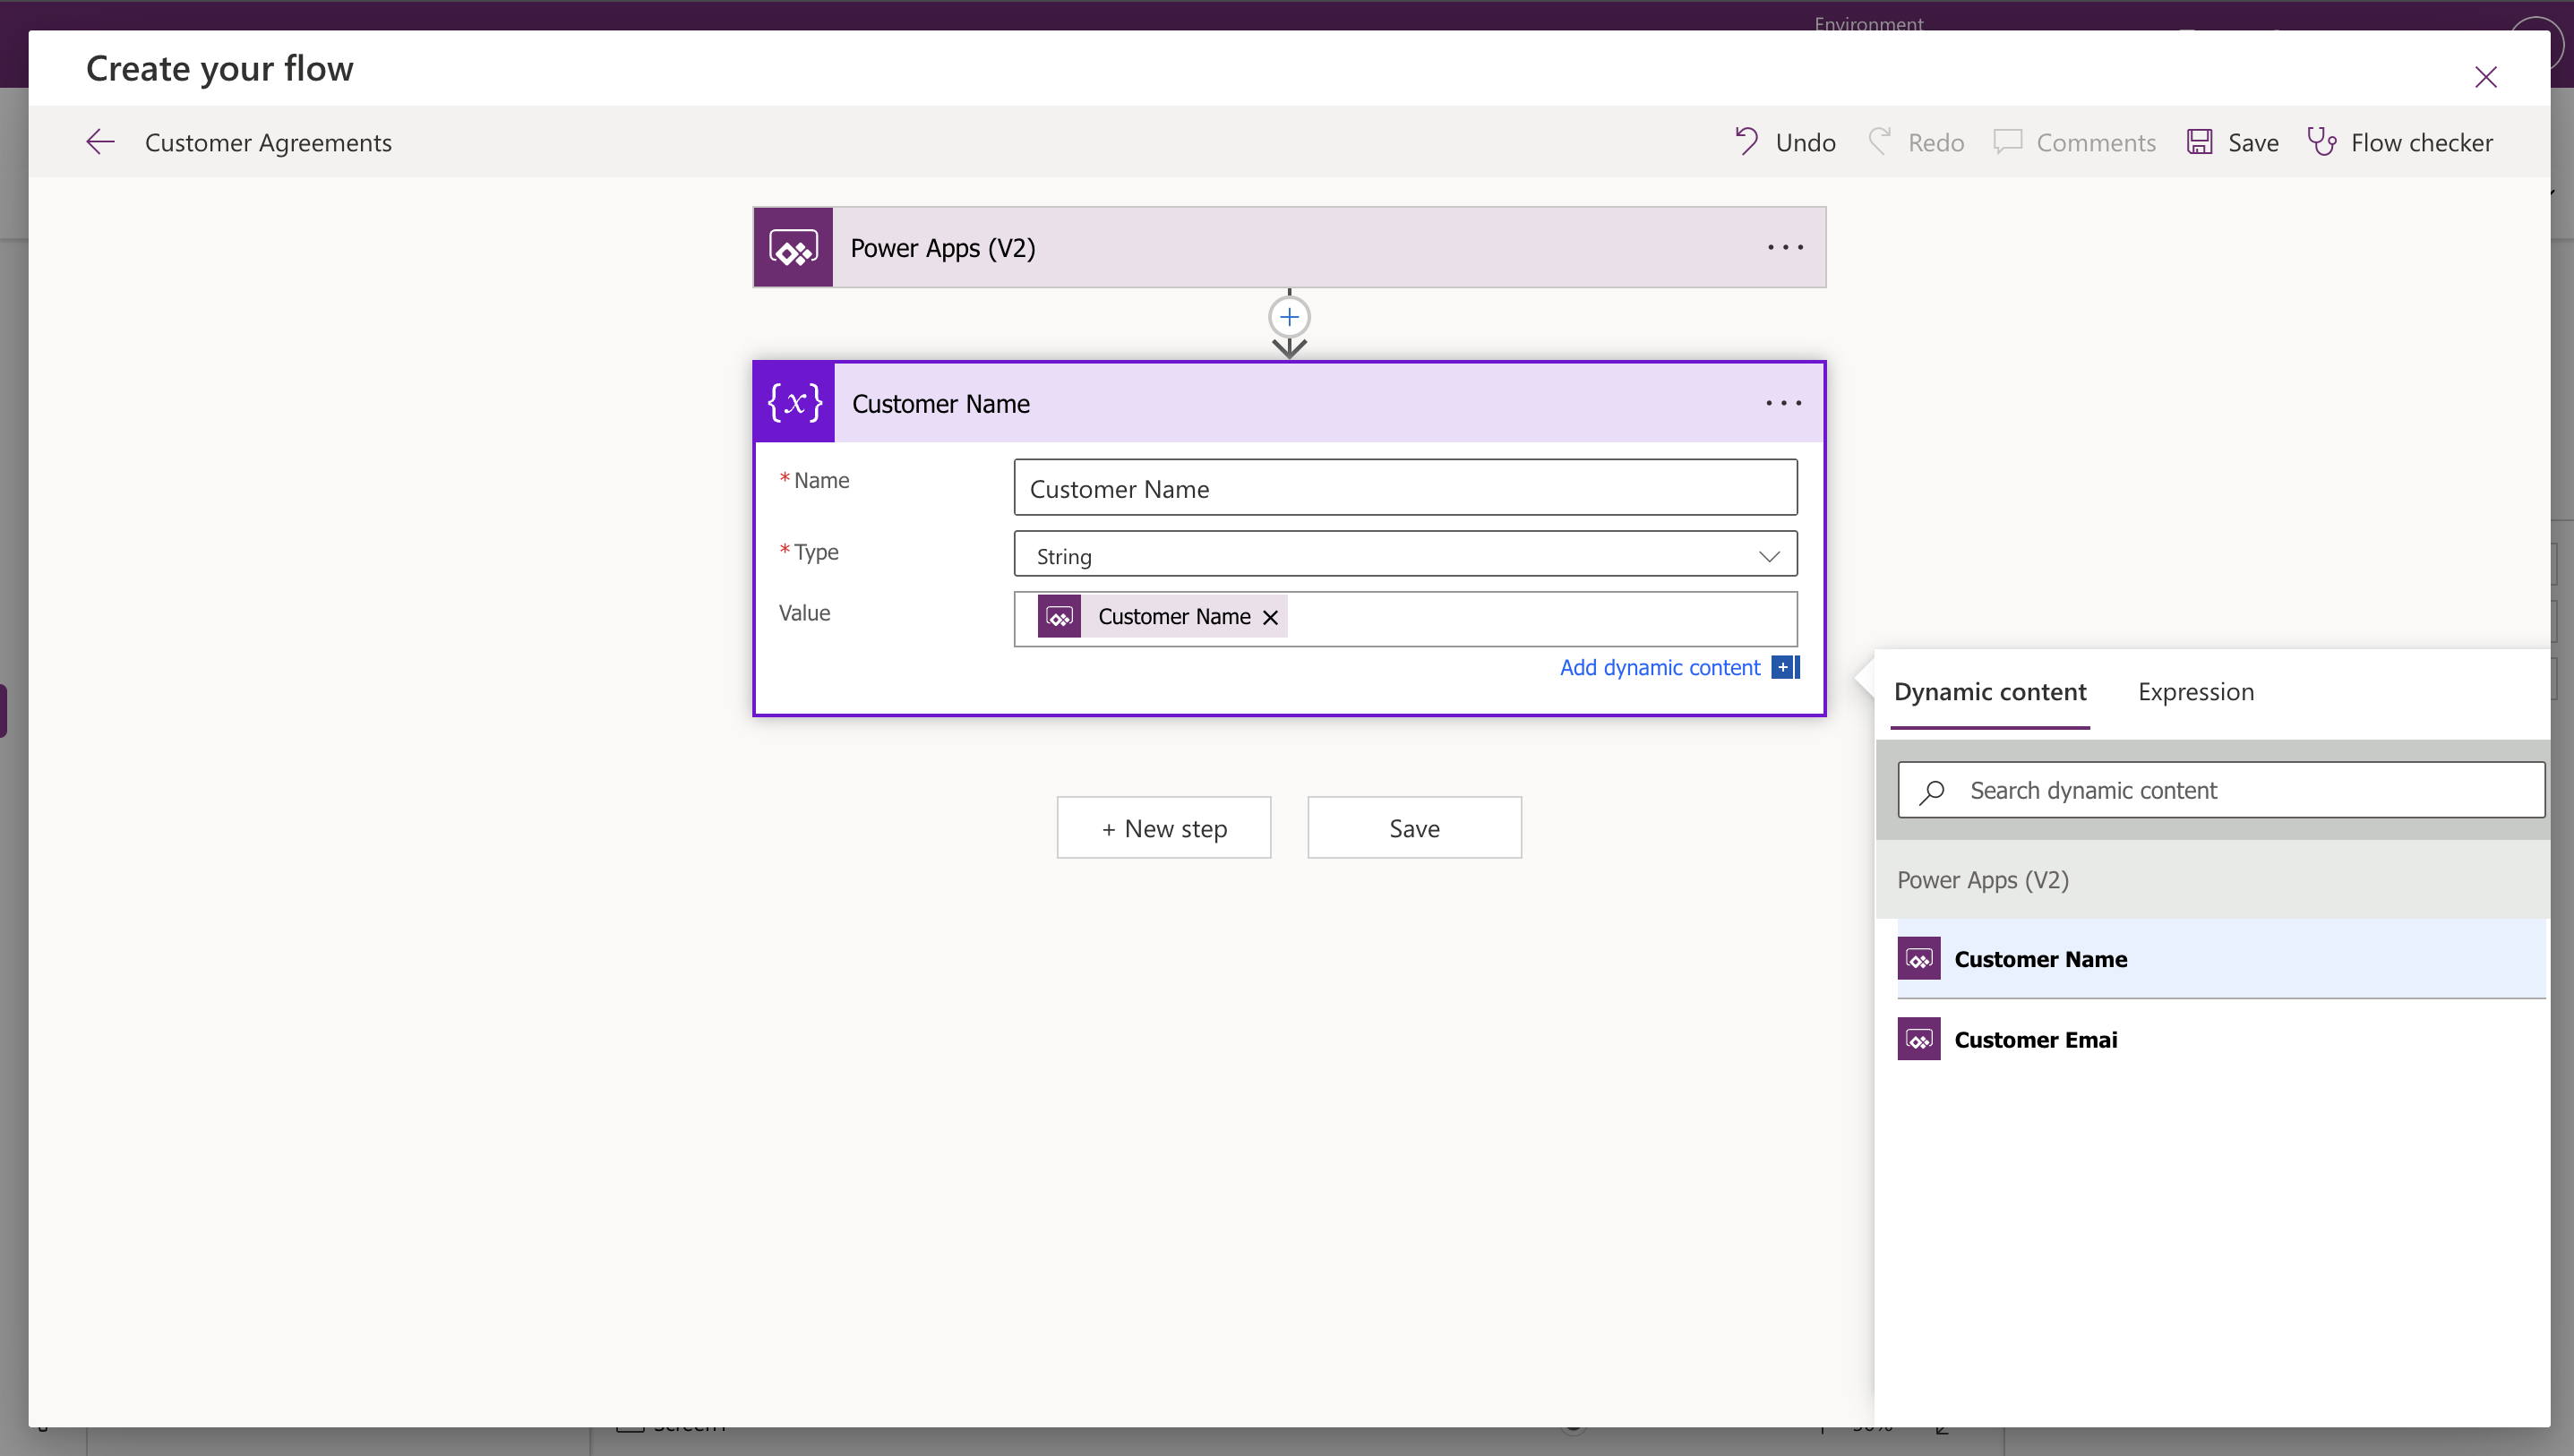 Environment
Create your flow
Customer Agreements
Undo
Redo
Comments
Save
Flow checker
Power Apps (V2)
{x} Customer Name
* Name
Customer Name
* Type
String
Value
Customer Name
Add dynamic content
+ New step
Save
Dynamic content
Expression
Search dynamic content
Power Apps (V2)
Customer Name
Customer Emai